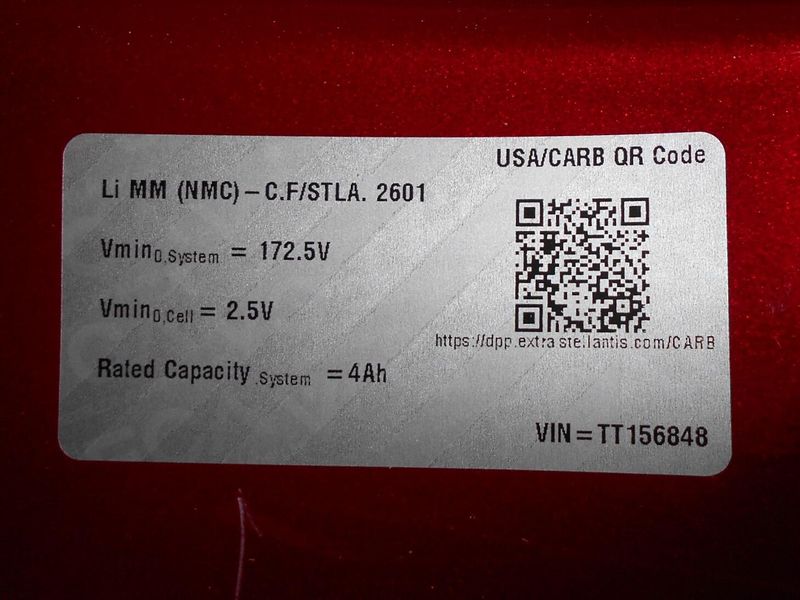 USA/CARB QR Code
Li MM (NMC) – C.F/STLA. 2601
Vmin0,System = 172.5V
Vmin0,Cell = 2.5V
https://dpp.extra.stellantis.com/CARB
Rated Capacity ,System = 4Ah
VIN = TT156848